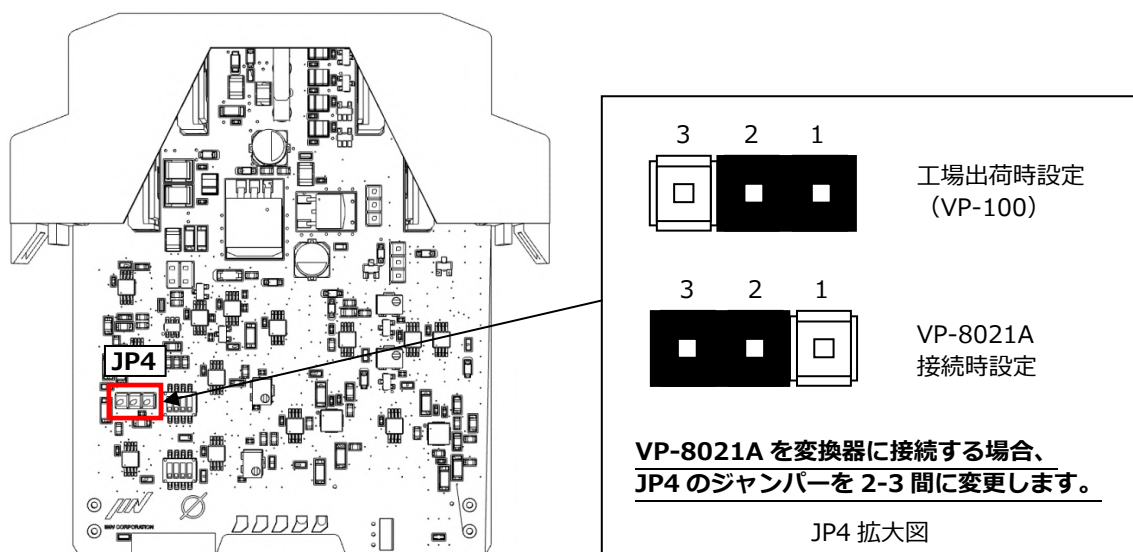 JP4
3 2 1
工場出荷時設定
（VP-100）
3 2 1
VP-8021A
接続時設定
VP-8021A を変換器に接続する場合、
JP4 のジャンパーを 2-3 間に変更します。
JP4 拡大図